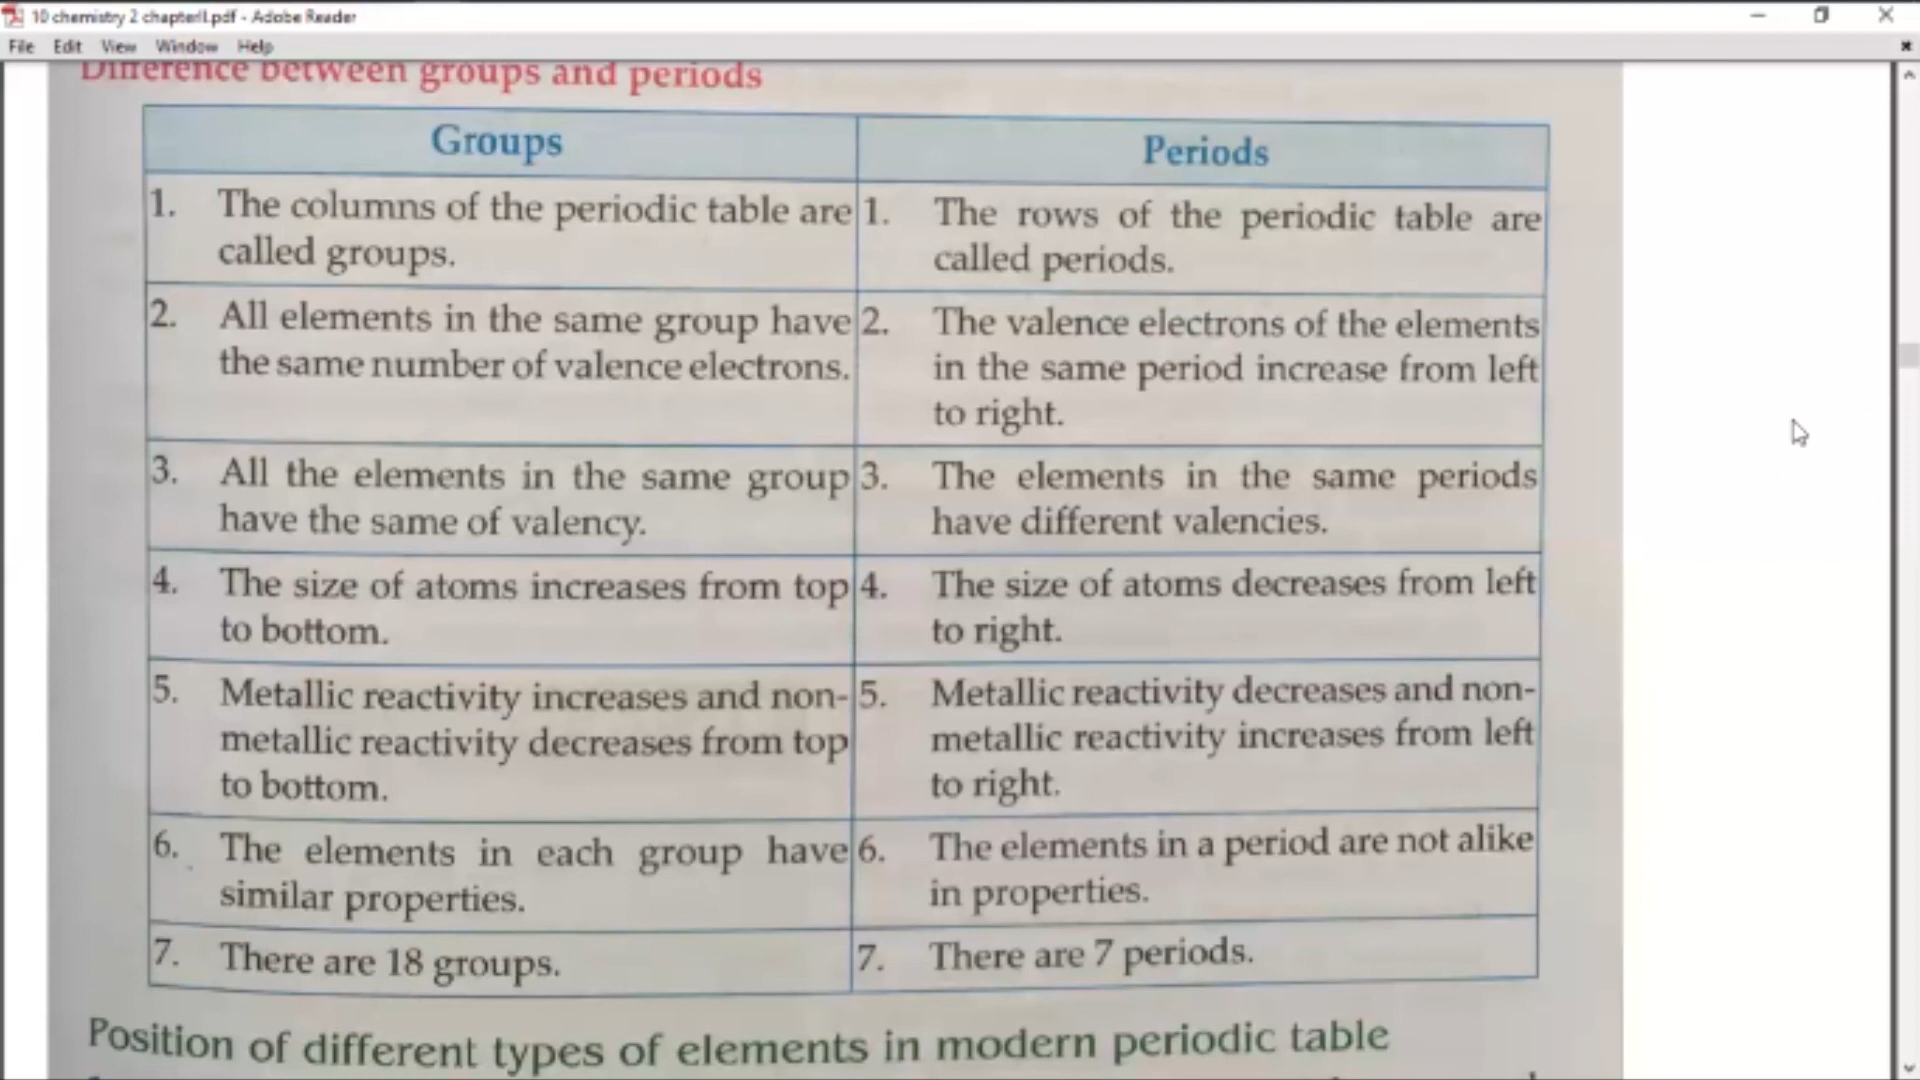 10 chemistry 2 chapter11.pdf - Adobe Reader
File Edit View Window Help
Difference between groups and periods
Groups
Periods
1. The columns of the periodic table are
called groups.
1. The rows of the periodic table are
called periods.
2. All elements in the same group have
the same number of valence electrons.
2. The valence electrons of the elements
in the same period increase from left
to right.
3. All the elements in the same group
have the same of valency.
3. The elements in the same periods
have different valencies.
4. The size of atoms increases from top
to bottom.
4. The size of atoms decreases from left
to right.
5. Metallic reactivity increases and non-
metallic reactivity decreases from top
to bottom.
5. Metallic reactivity decreases and non-
metallic reactivity increases from left
to right.
6. The elements in each group have
similar properties.
6. The elements in a period are not alike
in properties.
7. There are 18 groups.
7. There are 7 periods.
Position of different types of elements in modern periodic table